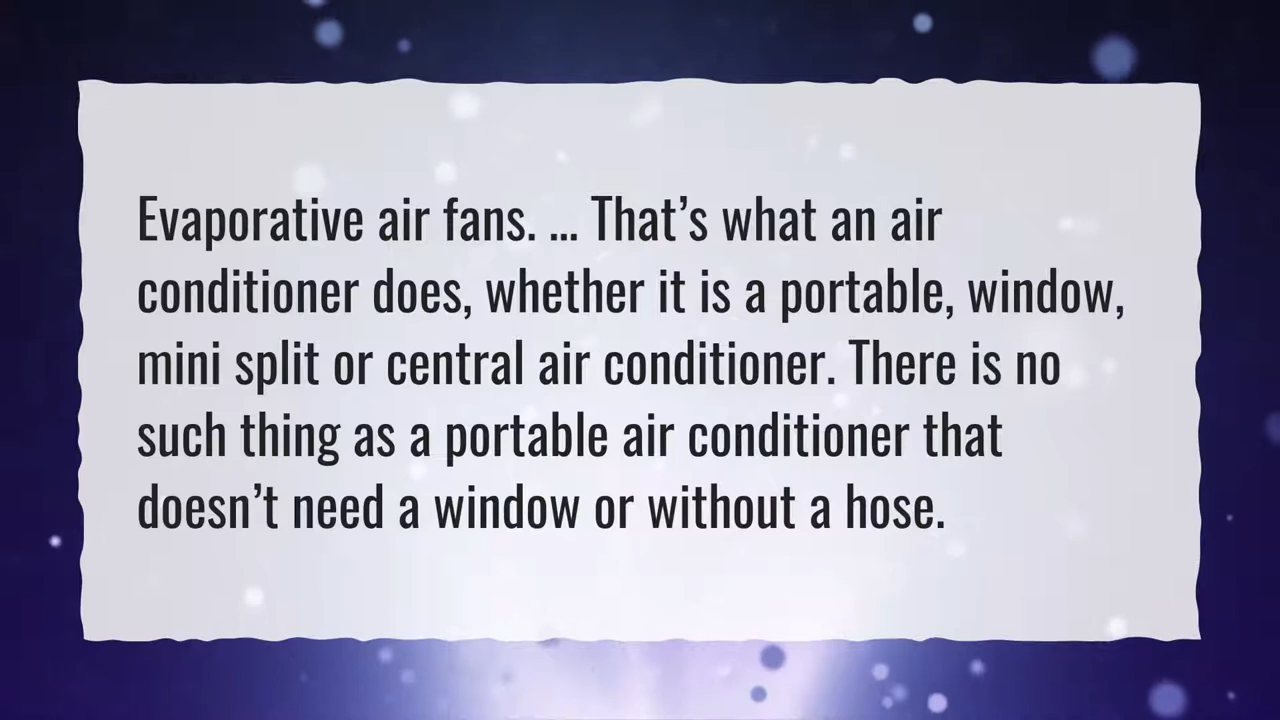 Evaporative air fans. ... That’s what an air
conditioner does, whether it is a portable, window,
mini split or central air conditioner. There is no
such thing as a portable air conditioner that
doesn’t need a window or without a hose.